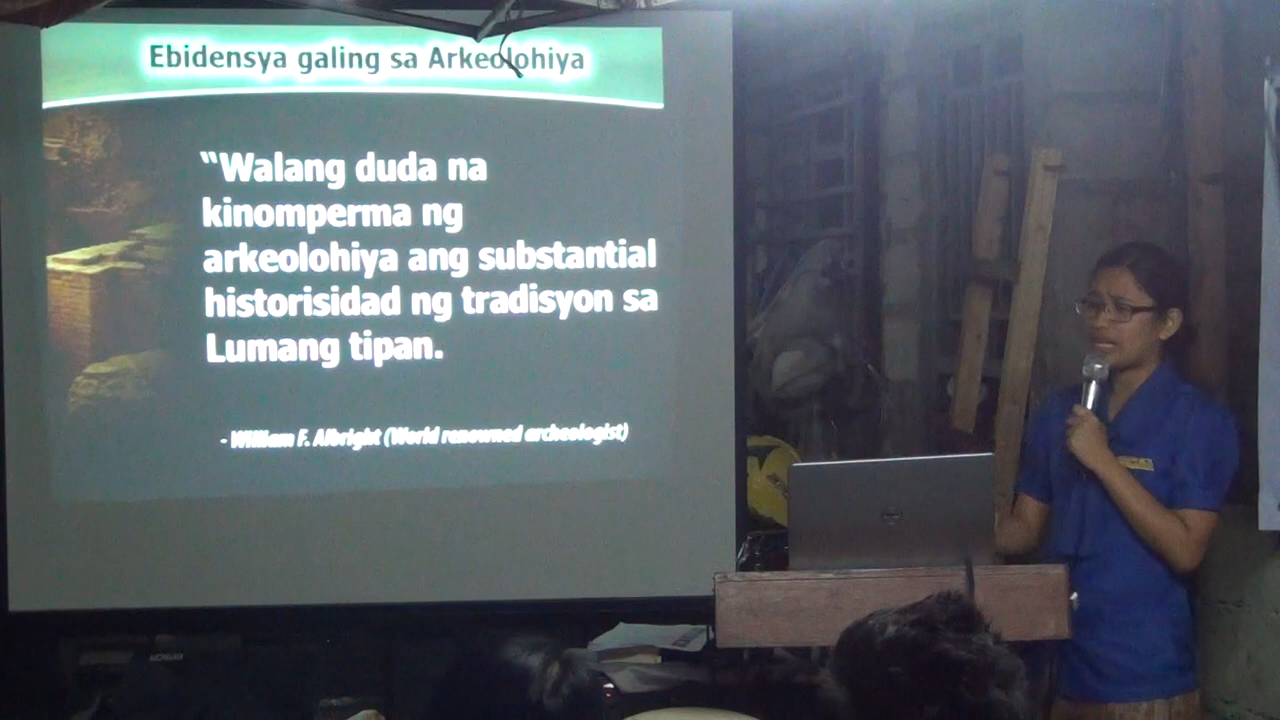 Ebidensya galing sa Arkeolohiya
“Walang duda na
kinomperma ng
arkeolohiya ang substantial
historisidad ng tradisyon sa
Lumang tipan.
- William F. Albright (World renowned archeologist)